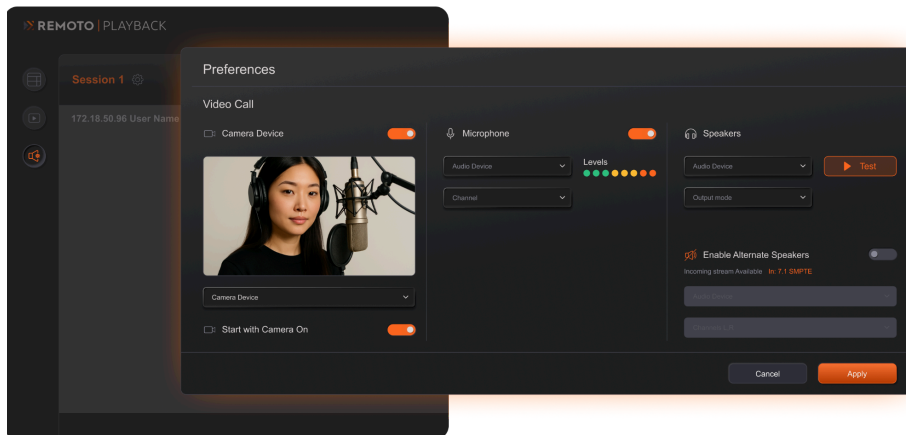 REMOTO | PLAYBACK
Session 1
172.18.50.96 User Name
Preferences
Video Call
Camera Device
Camera Device
Start with Camera On
Microphone
Audio Device
Levels
Channel
Speakers
Audio Device
Test
Output mode
Enable Alternate Speakers
Incoming stream Available In: 7.1 SMPTE
Audio Device
Cancel
Apply